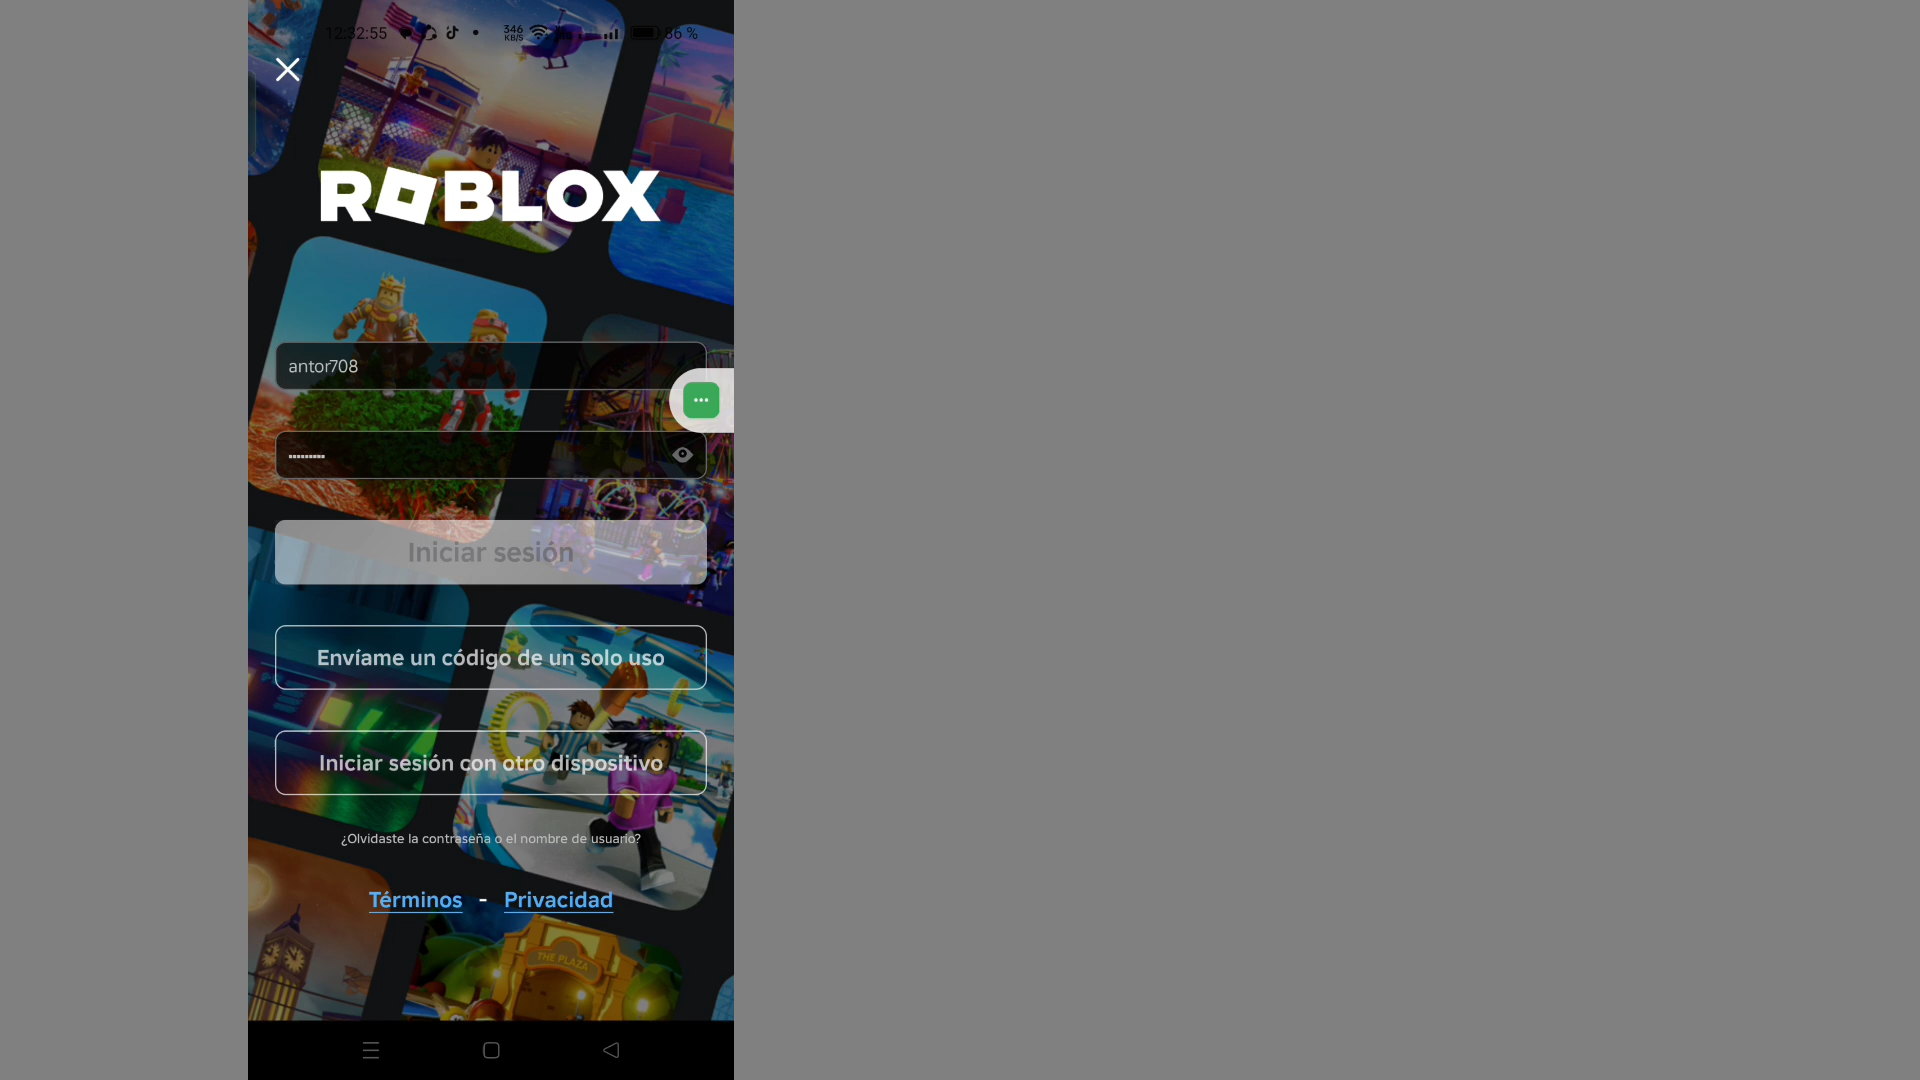 12:32:55
346
KB/S
86 %
ROBLOX
antor708
•••••••••
Iniciar sesión
Envíame un código de un solo uso
Iniciar sesión con otro dispositivo
¿Olvidaste la contraseña o el nombre de usuario?
Términos - Privacidad
THE PLAZA